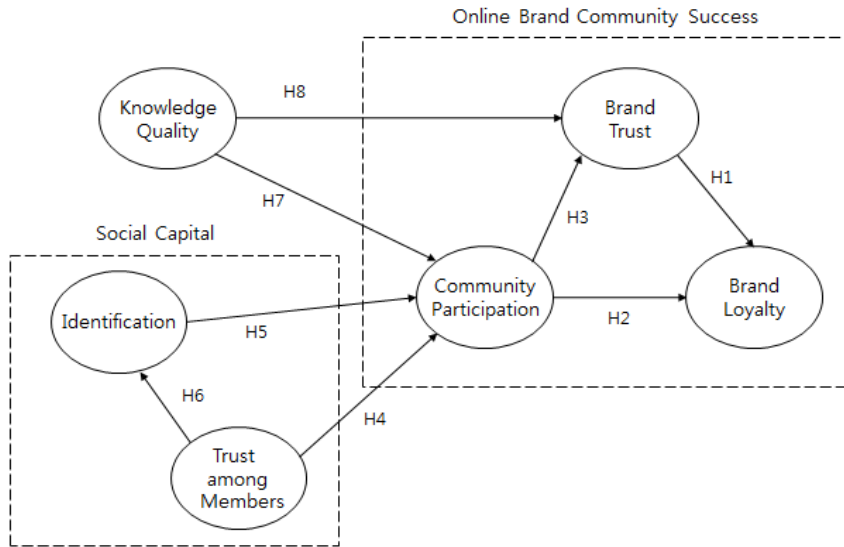 Online Brand Community Success
Knowledge
Quality
H8
Brand
Trust
H7
H3
H1
Social Capital
Identification
H5
Community
Participation
H2
Brand
Loyalty
H6
H4
Trust
among
Members